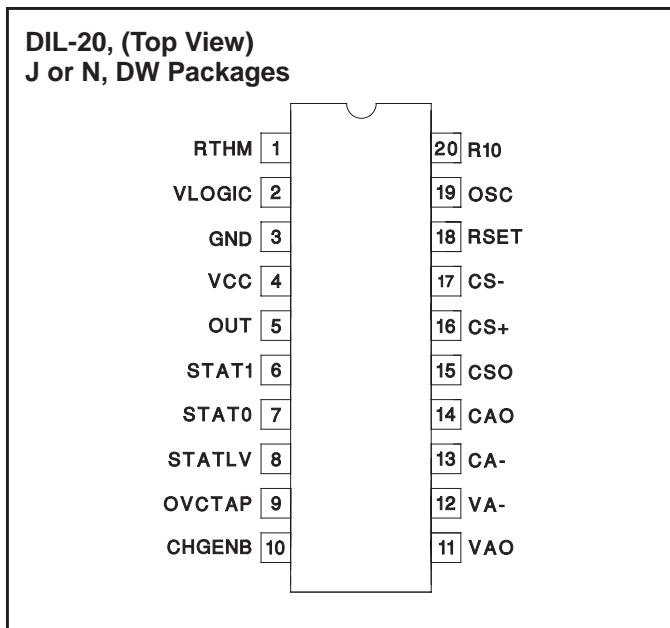 DIL-20, (Top View)
J or N, DW Packages
RTHM 1 20 R10
VLOGIC 2 19 OSC
GND 3 18 RSET
VCC 4 17 CS-
OUT 5 16 CS+
STAT1 6 15 CSO
STAT0 7 14 CAO
STATLV 8 13 CA-
OVCTAP 9 12 VA-
CHGENB 10 11 VAO